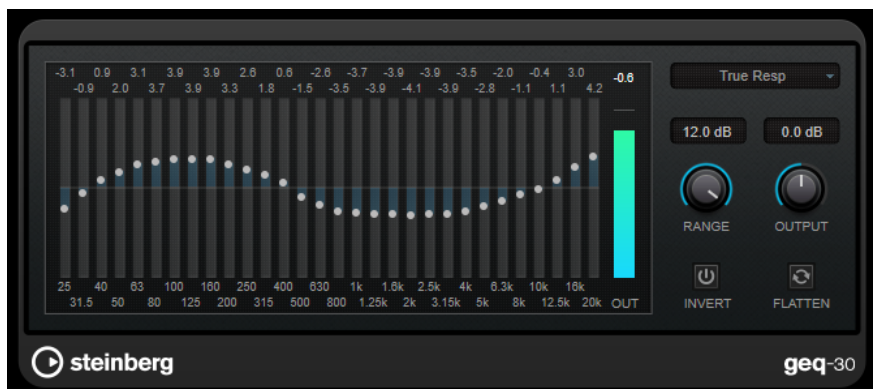 -3.1 0.9 3.1 3.9 3.9 2.6 0.6 -2.6 -3.7 -3.9 -3.9 -3.5 -2.0 -0.4 3.0 -0.6
-0.9 2.0 3.7 3.9 3.3 1.8 -1.5 -3.5 -3.9 -4.1 -3.9 -2.8 -1.1 1.1 4.2
True Resp
12.0 dB 0.0 dB
RANGE OUTPUT
25 40 63 100 160 250 400 630 1k 1.6k 2.5k 4k 6.3k 10k 16k
31.5 50 80 125 200 315 500 800 1.25k 2k 3.15k 5k 8k 12.5k 20k OUT
INVERT FLATTEN
steinberg geq-30